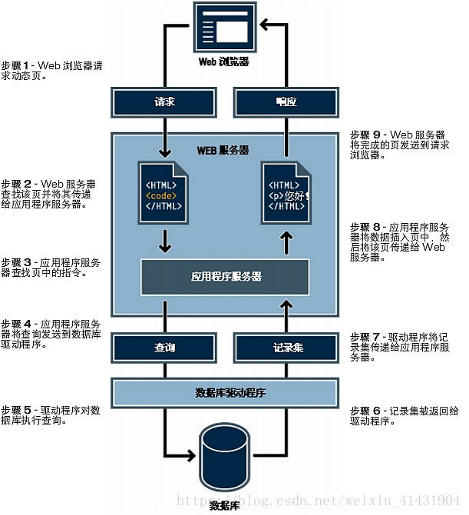 Web 浏览器
步骤 1 - Web 浏览器请
求动态页。
请求
响应
步骤 9 - Web 服务器
将完成的页发送到请求
浏览器。
WEB 服务器
步骤 2 - Web 服务器
查找该页并将其传递
给应用程序服务器。
<HTML>
<code>
</HTML>
<HTML>
<p>您好!
</HTML>
步骤 8 - 应用程序服务
器将数据插入页中，然
后将该页传递给 Web
服务器。
步骤 3 - 应用程序服务
器查找页中的指令。
应用程序服务器
步骤 4 - 应用程序服务
器将查询发送到数据库
驱动程序。
查询
记录集
步骤 7 - 驱动程序将记
录集传递给应用程序服
务器。
数据库驱动程序
步骤 5 - 驱动程序对数
据库执行查询。
步骤 6 - 记录集被返回给
驱动程序。
数据库
https://blog.csdn.net/weixin_41431904